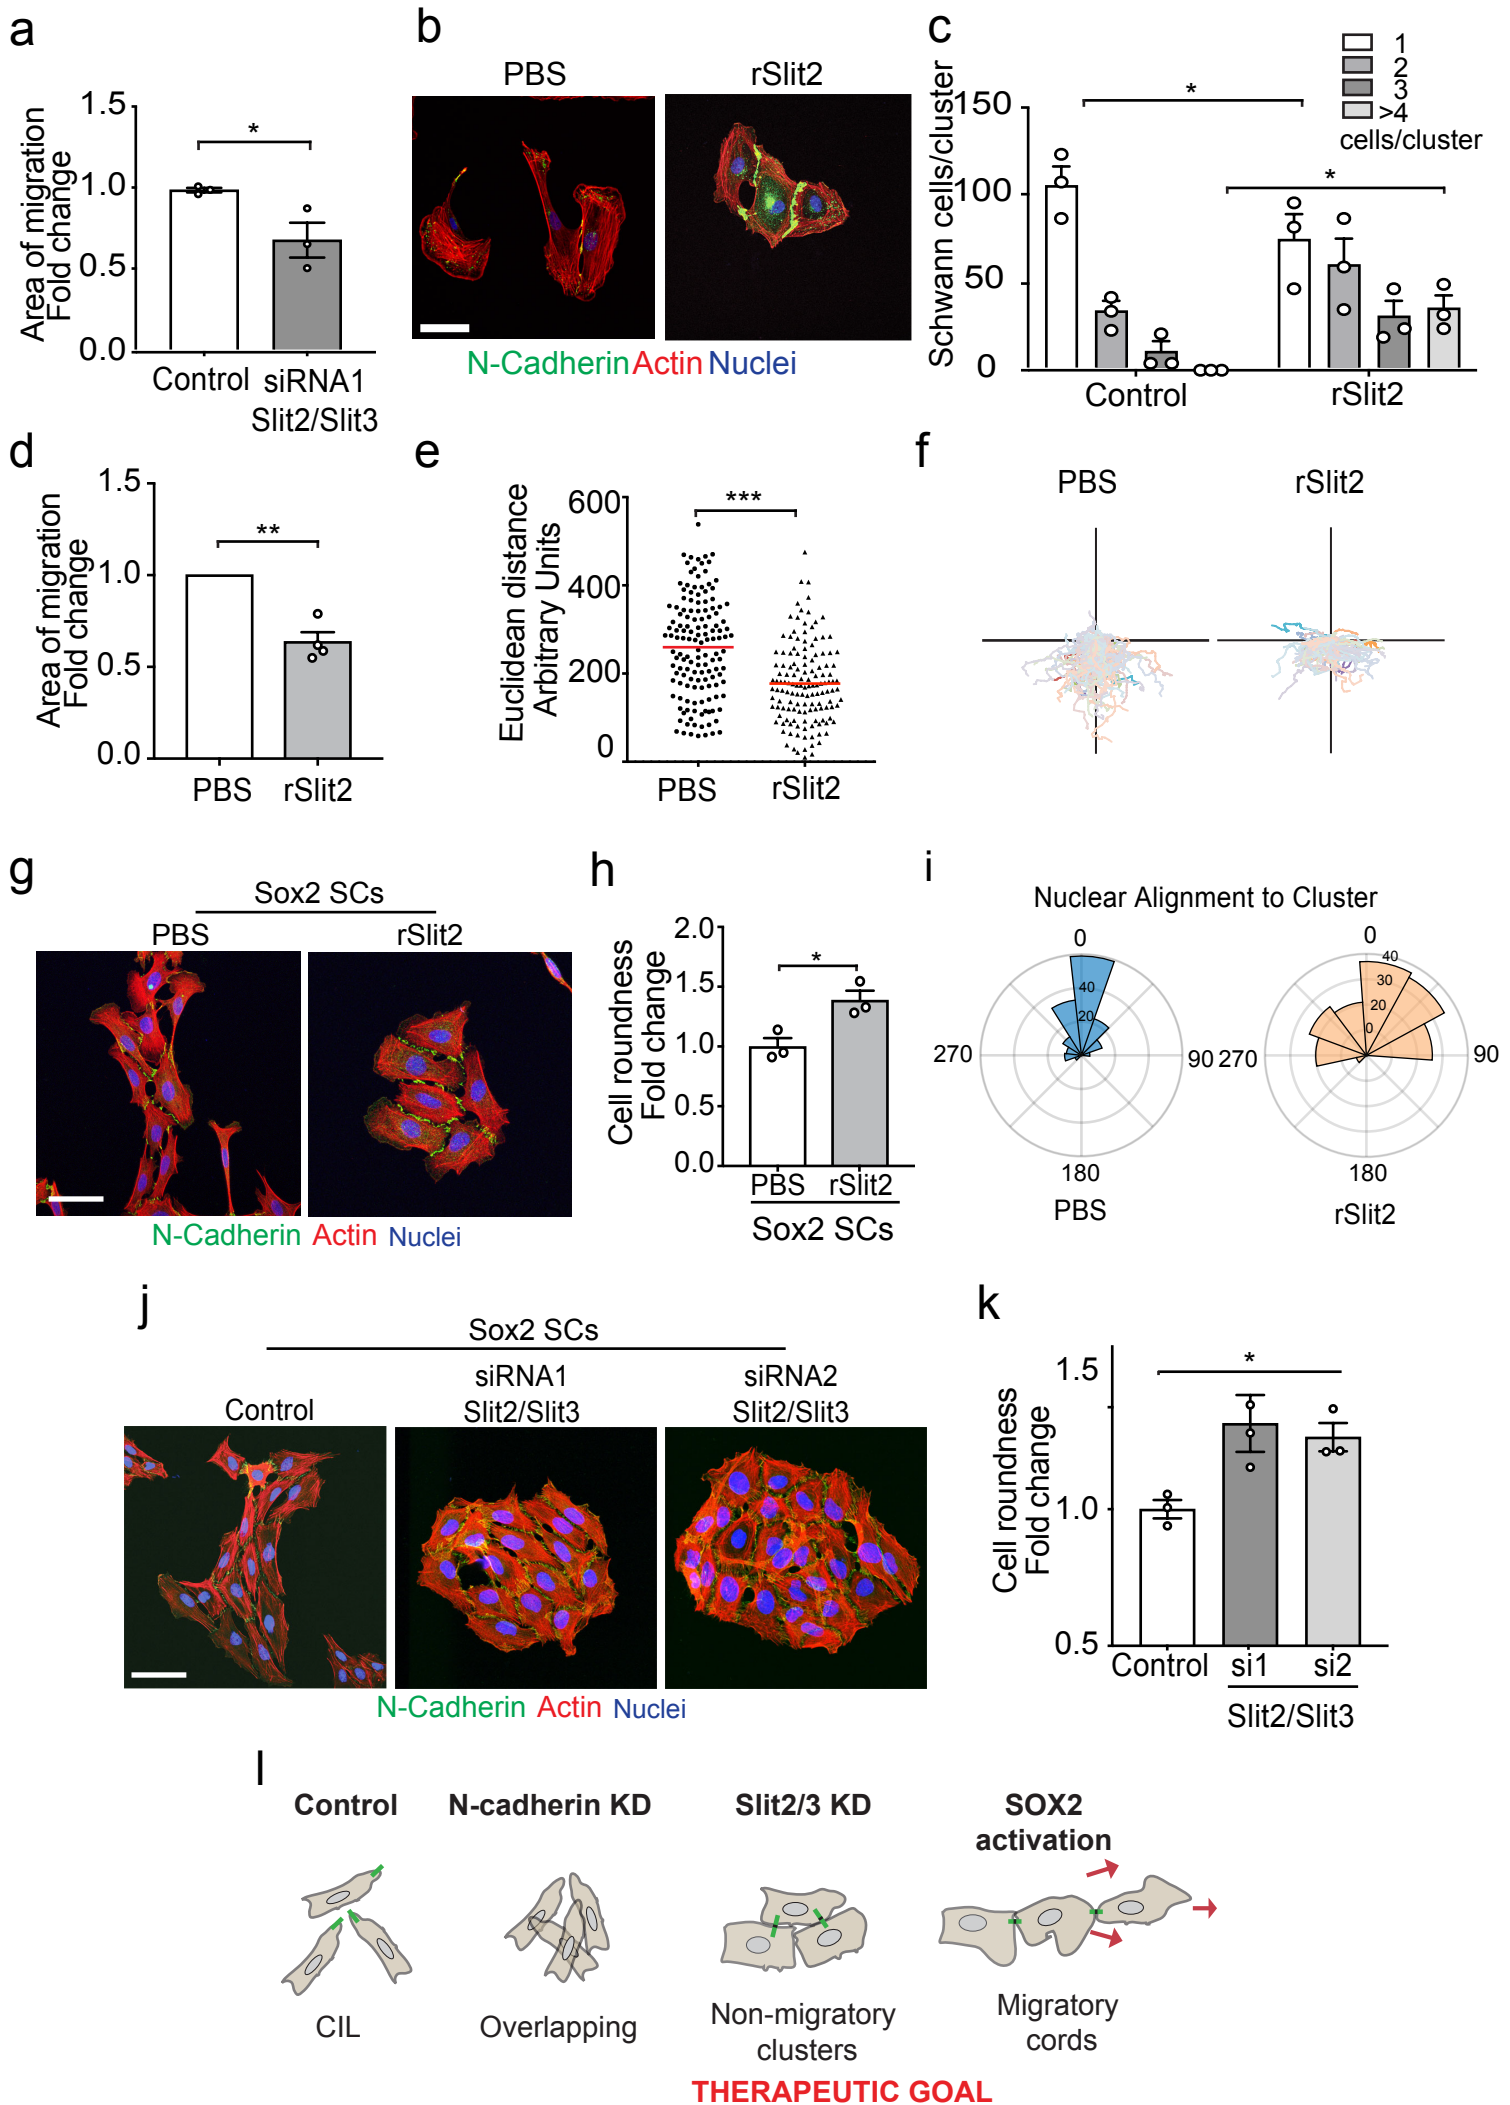 a
Area of migration
Fold change
1.5
1.0
0.5
0.0
*
Control
siRNA1
Slit2/Slit3
b
PBS
rSlit2
N-Cadherin Actin Nuclei
c
Schwann cells/cluster
150
100
50
0
*
*
1
2
3
>4
cells/cluster
Control
rSlit2
d
Area of migration
Fold change
1.5
1.0
0.5
0.0
**
PBS
rSlit2
e
Euclidean distance
Arbitrary Units
600
400
200
0
***
PBS
rSlit2
f
PBS
rSlit2
g
Sox2 SCs
PBS
rSlit2
N-Cadherin Actin Nuclei
h
Cell roundness
Fold change
2.0
1.5
1.0
0.5
0.0
*
PBS
rSlit2
Sox2 SCs
i
Nuclear Alignment to Cluster
0
40
20
270
90
180
PBS
0
40
30
20
0
270
90
180
rSlit2
j
Sox2 SCs
Control
siRNA1
Slit2/Slit3
siRNA2
Slit2/Slit3
N-Cadherin Actin Nuclei
k
Cell roundness
Fold change
1.5
1.0
0.5
*
Control
si1
si2
Slit2/Slit3
l
Control
CIL
N-cadherin KD
Overlapping
Slit2/3 KD
Non-migratory
clusters
SOX2
activation
Migratory
cords
THERAPEUTIC GOAL